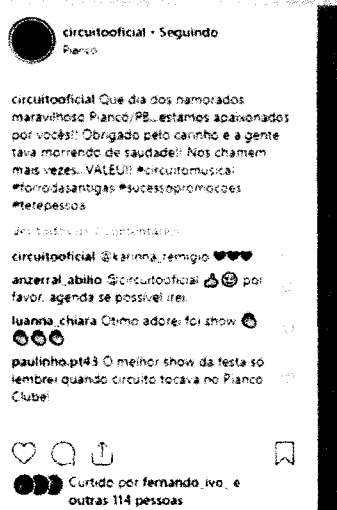 circuitooficial • Seguindo
Piancó
circuitooficial Que dia dos namorados
maravilhoso Piancó/PB...estamos apaixonados
por vocês!! Obrigado pelo carinho e a gente
tava morrendo de saudade!! Nos chamem
mais vezes...VALEU!! #circuitomusical
#forrodasantigas #sucessopromocoes
#tetepessoa
circuitooficial @karinna_remigio 🖤🖤🖤
anzerral_abilio @circuitooficial 👍😍 por
favor, agenda se possível irei.
luanna_chiara Otimo adorei foi show 👏
👏👏👏
paulinho.pt43 O melhor show da festa só
lembrei quando circuito tocava no Pianco
Clube!
Curtido por fernando_ivo_ e
outras 114 pessoas